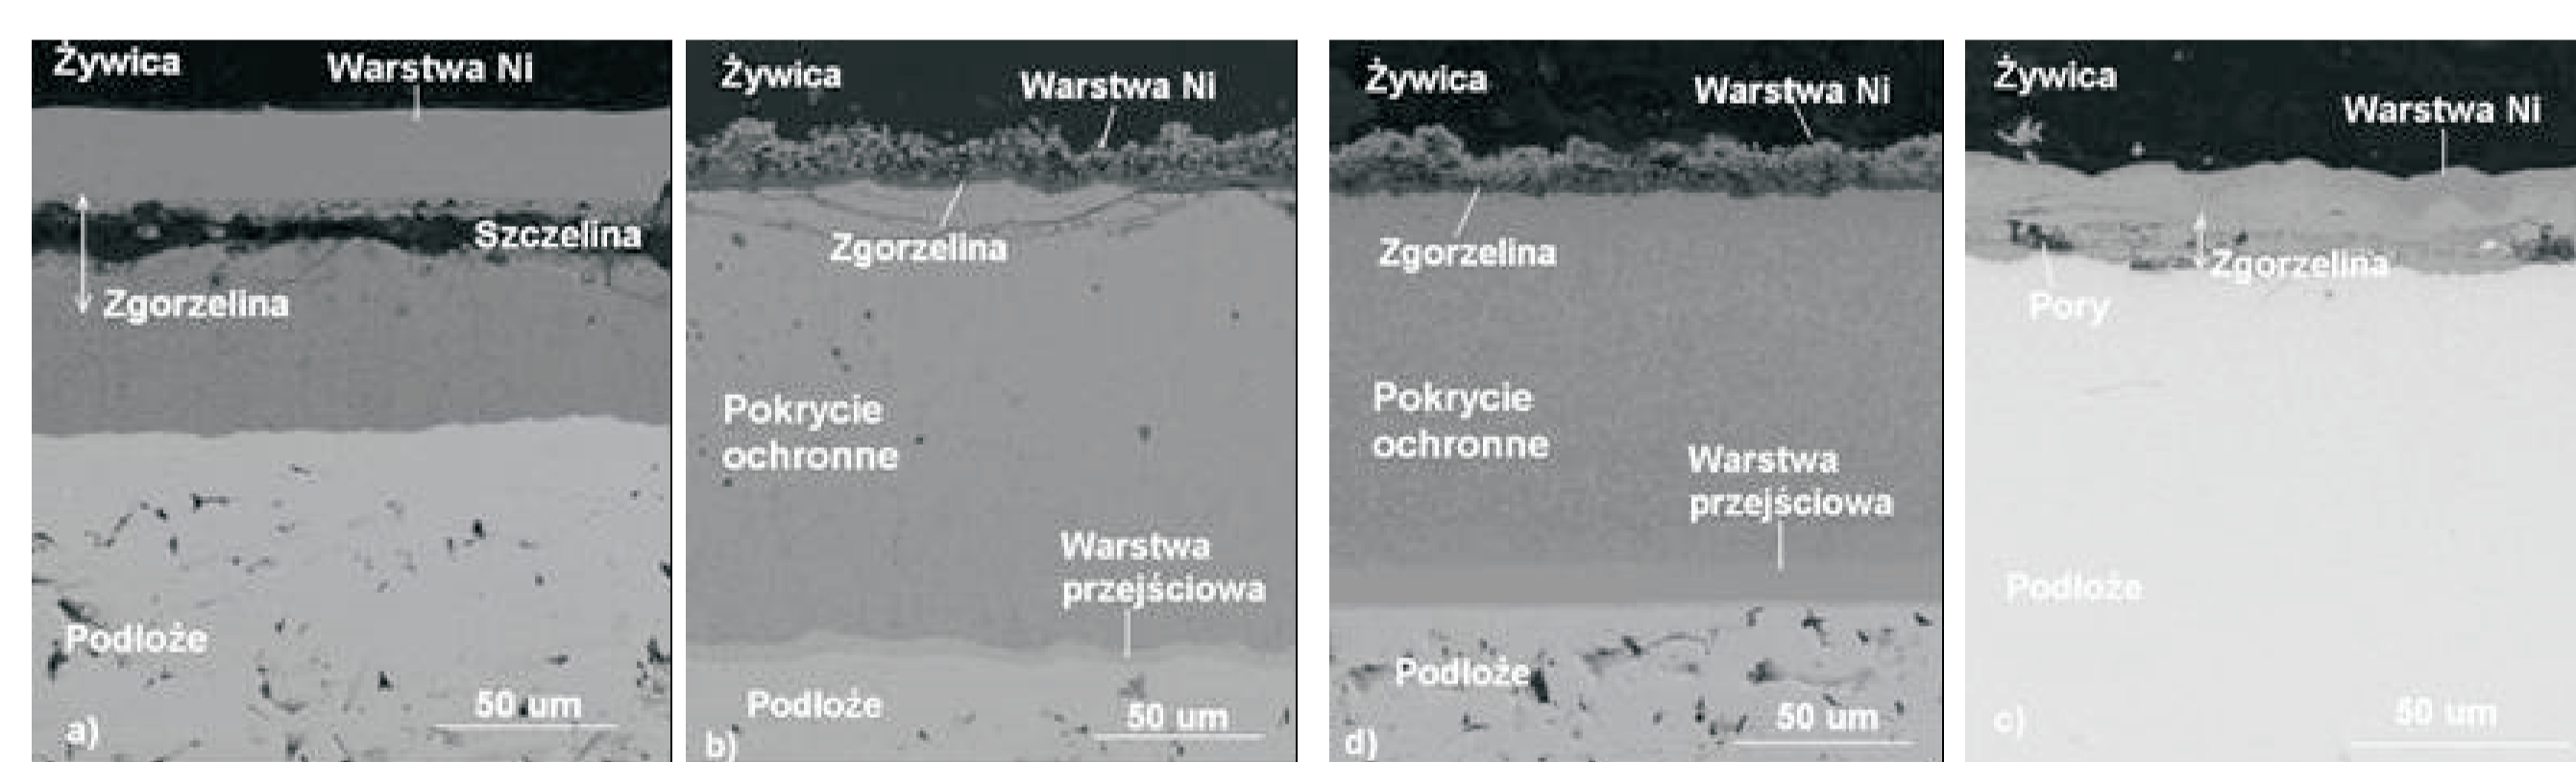 Żywica
Warstwa Ni
Szczelina
Zgorzelina
Podłoże
50 um
a)
Żywica
Warstwa Ni
Zgorzelina
Pokrycie
ochronne
Warstwa
przejściowa
Podłoże
50 um
b)
Żywica
Warstwa Ni
Zgorzelina
Pokrycie
ochronne
Warstwa
przejściowa
Podłoże
50 um
d)
Żywica
Warstwa Ni
Zgorzelina
Pory
Podłoże
50 um
c)